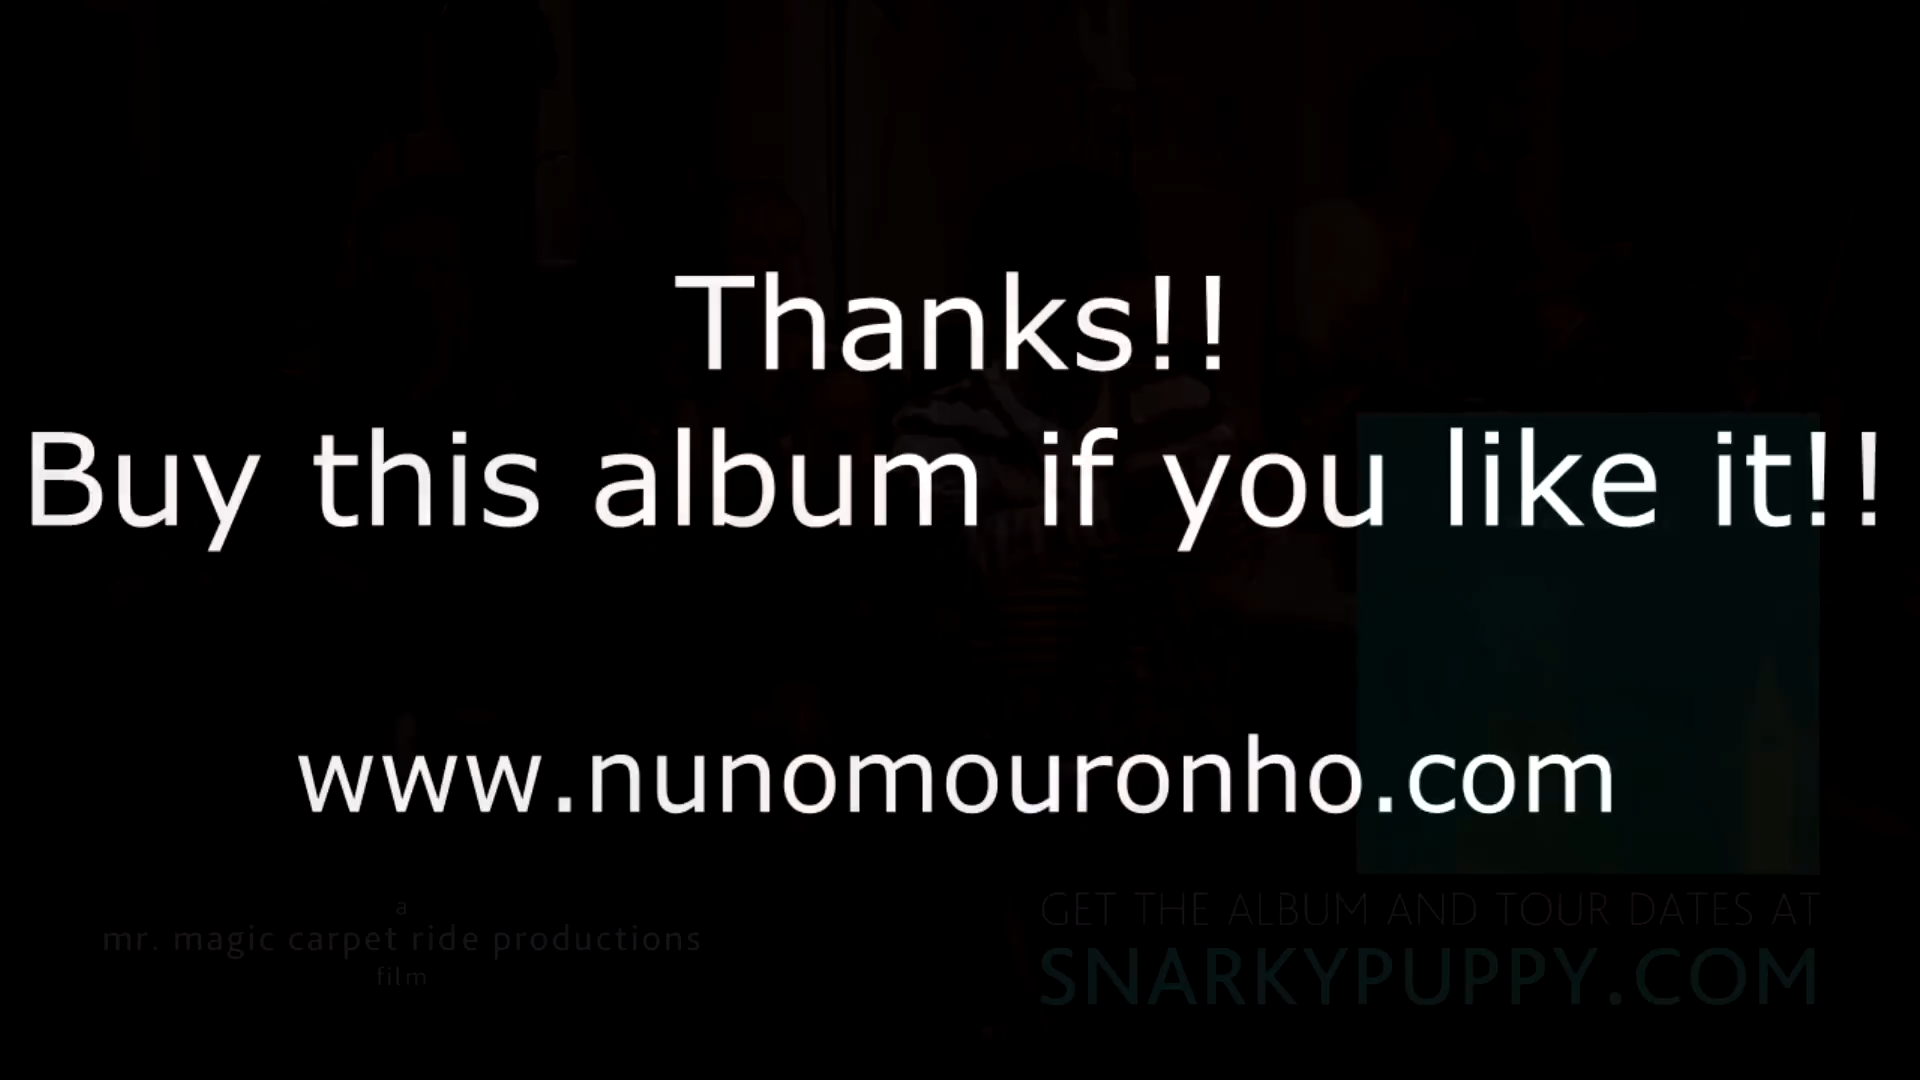 Thanks!!
Buy this album if you like it!!
www.nunomouronho.com
a
mr. magic carpet ride productions
film
GET THE ALBUM AND TOUR DATES AT
SNARKYPUPPY.COM